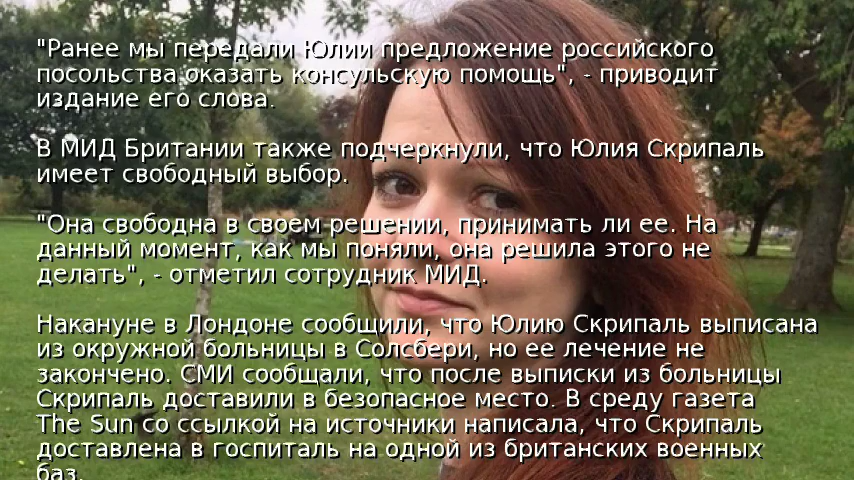 "Ранее мы передали Юлии предложение российского
посольства оказать консульскую помощь", - приводит
издание его слова.
В МИД Британии также подчеркнули, что Юлия Скрипаль
имеет свободный выбор.
"Она свободна в своем решении, принимать ли ее. На
данный момент, как мы поняли, она решила этого не
делать", - отметил сотрудник МИД.
Накануне в Лондоне сообщили, что Юлию Скрипаль выписана
из окружной больницы в Солсбери, но ее лечение не
закончено. СМИ сообщали, что после выписки из больницы
Скрипаль доставили в безопасное место. В среду газета
The Sun со ссылкой на источники написала, что Скрипаль
доставлена в госпиталь на одной из британских военных
баз.